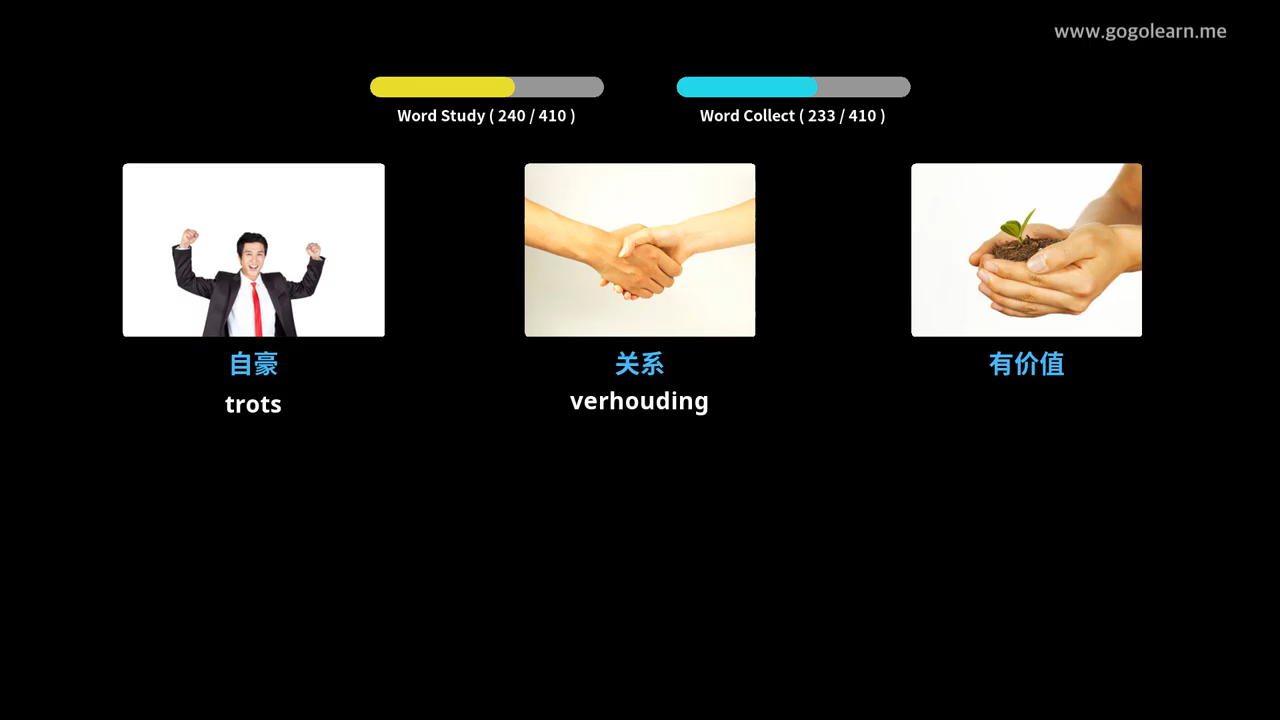 www.gogolearn.me
Word Study ( 240 / 410 )
Word Collect ( 233 / 410 )
自豪
trots
关系
verhouding
有价值